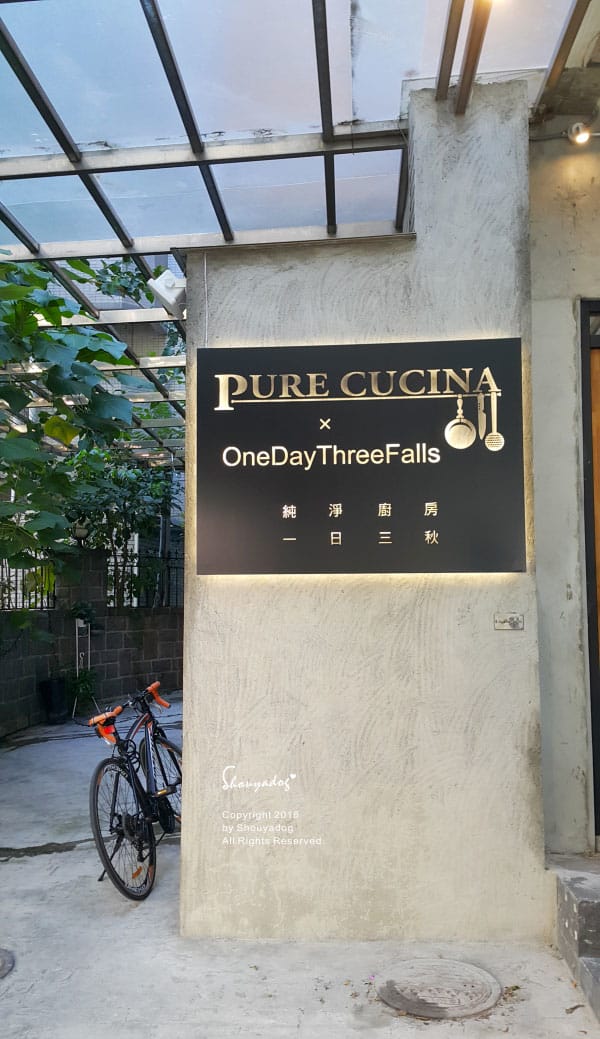 PURE CUCINA
×
OneDayThreeFalls
純淨廚房
一日三秋
Shouyadog
Copyright 2018
by Shouyadog
All Rights Reserved